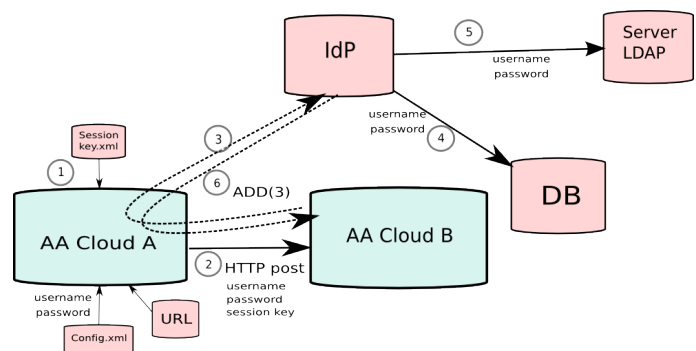 5
IdP
Server
LDAP
username
password
username
password
4
Session
key.xml
3
1
6
ADD(3)
DB
AA Cloud A
AA Cloud B
2
HTTP post
username
password
session key
username
password
URL
Config.xml